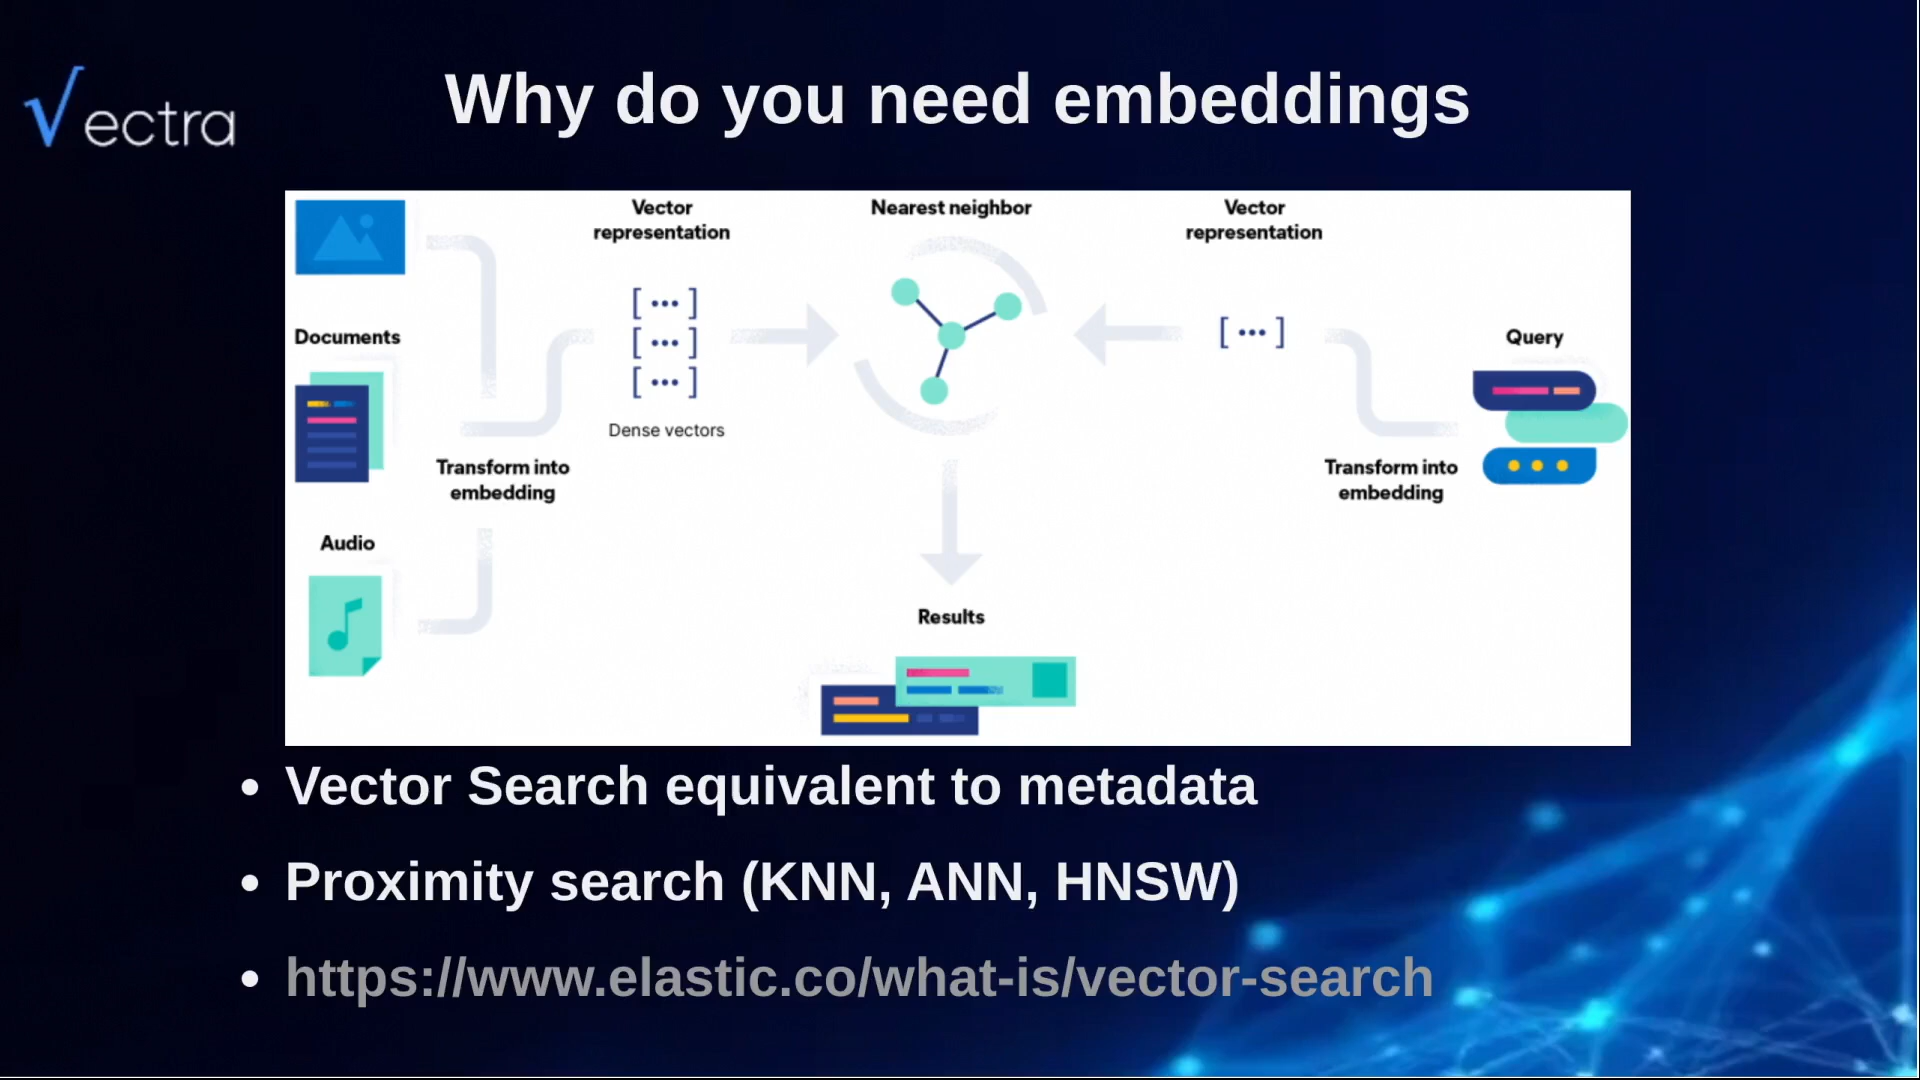 √ectra
Why do you need embeddings
Vector
representation
Nearest neighbor
Vector
representation
[•••]
[•••]
[•••]
[•••]
Documents
Query
Dense vectors
Transform into
embedding
Transform into
embedding
Audio
Results
• Vector Search equivalent to metadata
• Proximity search (KNN, ANN, HNSW)
• https://www.elastic.co/what-is/vector-search